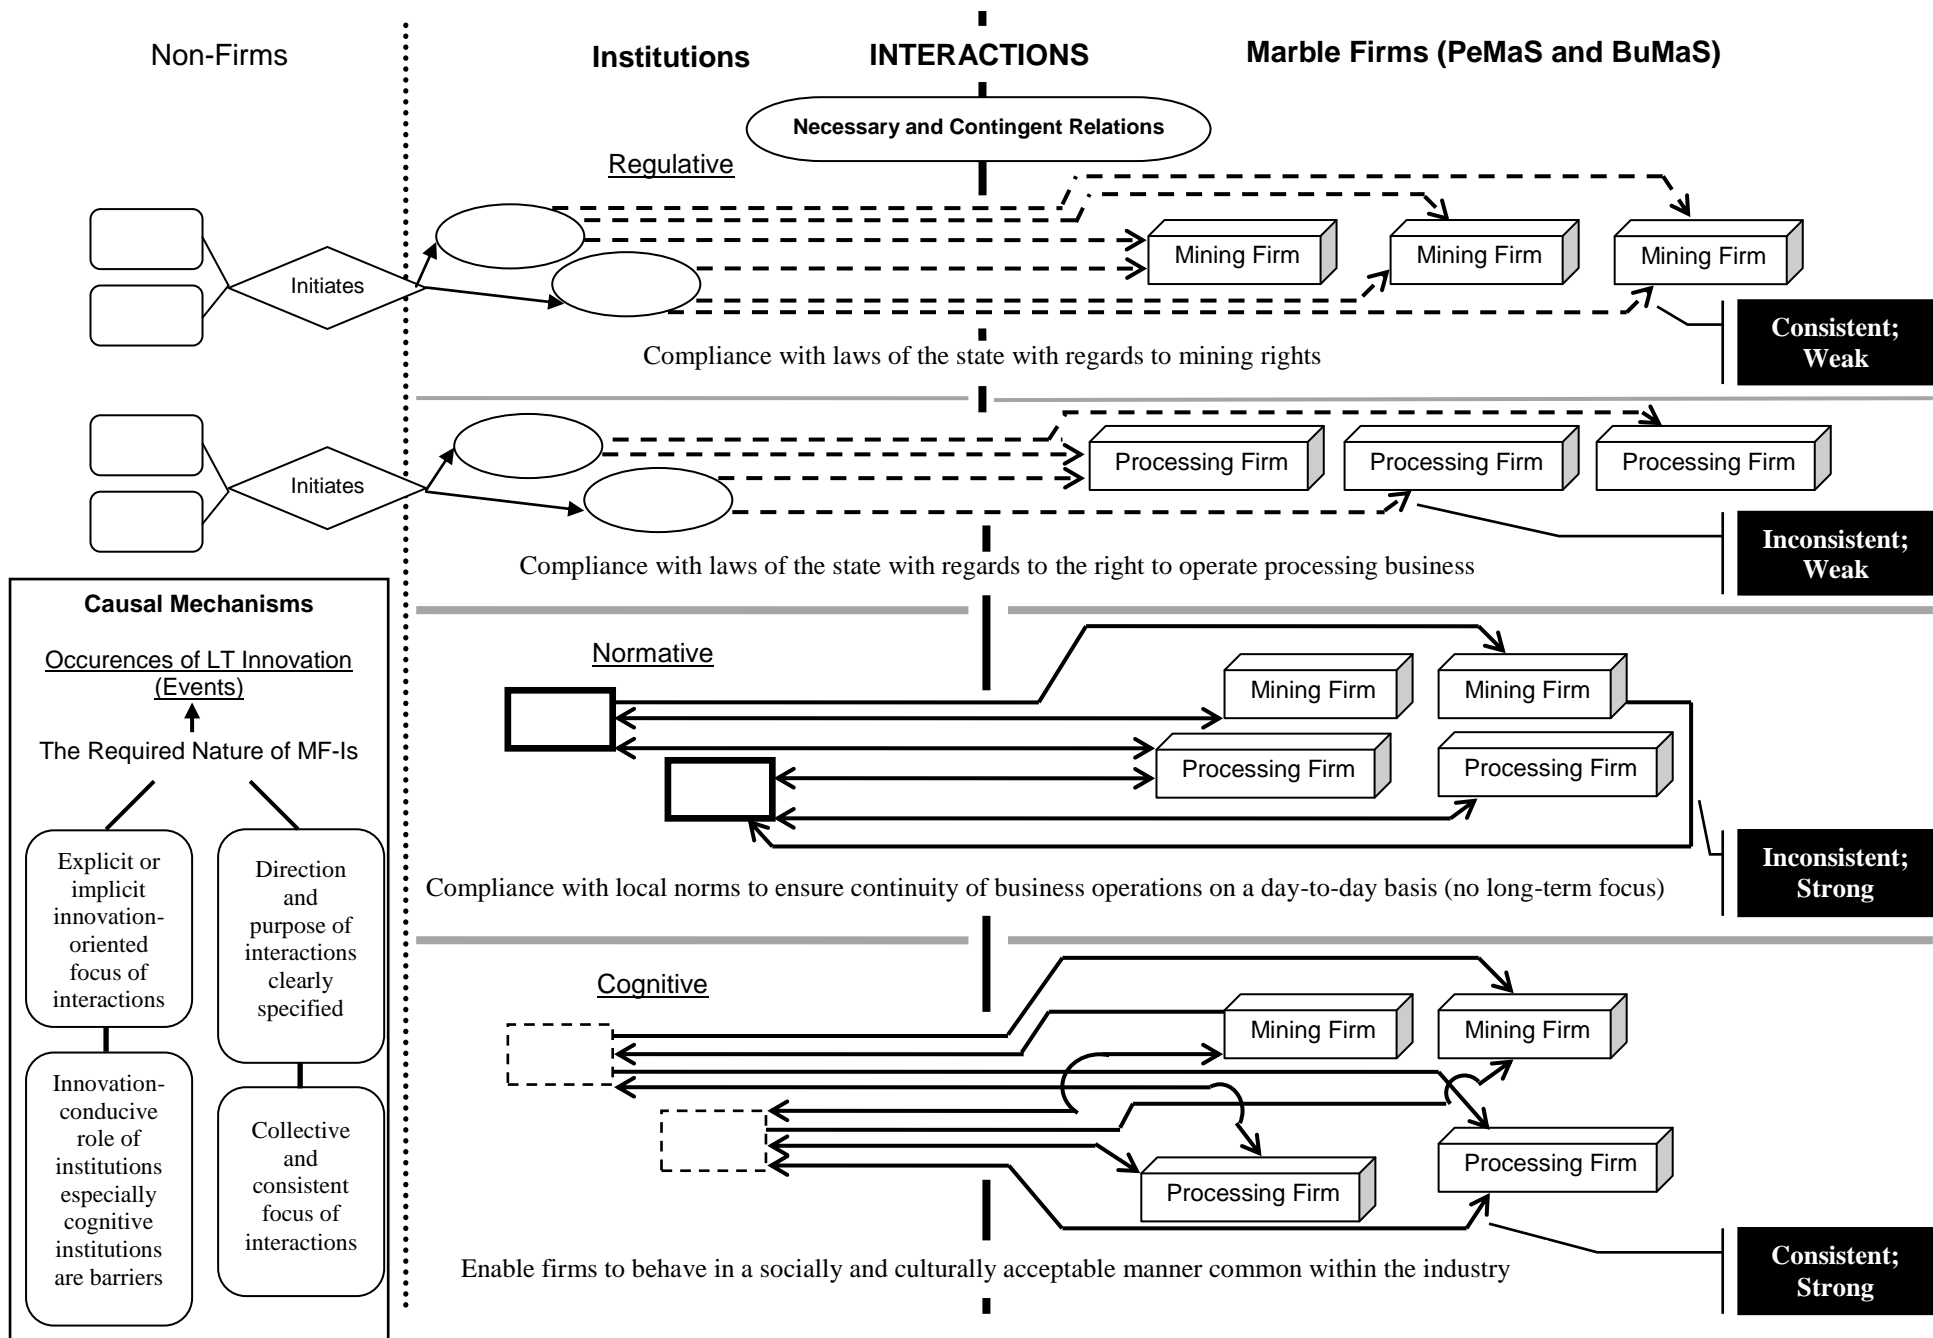 Non-Firms
Institutions
INTERACTIONS
Marble Firms (PeMaS and BuMaS)
Necessary and Contingent Relations
Regulative
Initiates
Mining Firm
Mining Firm
Mining Firm
Consistent;
Weak
Compliance with laws of the state with regards to mining rights
Initiates
Processing Firm
Processing Firm
Processing Firm
Inconsistent;
Weak
Compliance with laws of the state with regards to the right to operate processing business
Normative
Mining Firm
Mining Firm
Processing Firm
Processing Firm
Inconsistent;
Strong
Compliance with local norms to ensure continuity of business operations on a day-to-day basis (no long-term focus)
Cognitive
Mining Firm
Mining Firm
Processing Firm
Processing Firm
Consistent;
Strong
Enable firms to behave in a socially and culturally acceptable manner common within the industry
Causal Mechanisms
Occurences of LT Innovation
(Events)
The Required Nature of MF-Is
Explicit or
implicit
innovation-
oriented
focus of
interactions
Direction
and
purpose of
interactions
clearly
specified
Innovation-
conducive
role of
institutions
especially
cognitive
institutions
are barriers
Collective
and
consistent
focus of
interactions